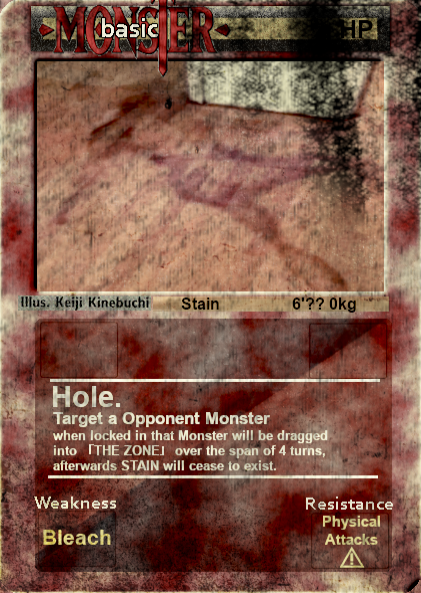 MONSTER
basic
HP
Illus. Keiji Kinebuchi
Stain
6'?? 0kg
Hole.
Target a Opponent Monster
when locked in that Monster will be dragged
into 「THE ZONE」 over the span of 4 turns,
afterwards STAIN will cease to exist.
Weakness
Resistance
Bleach
Physical
Attacks